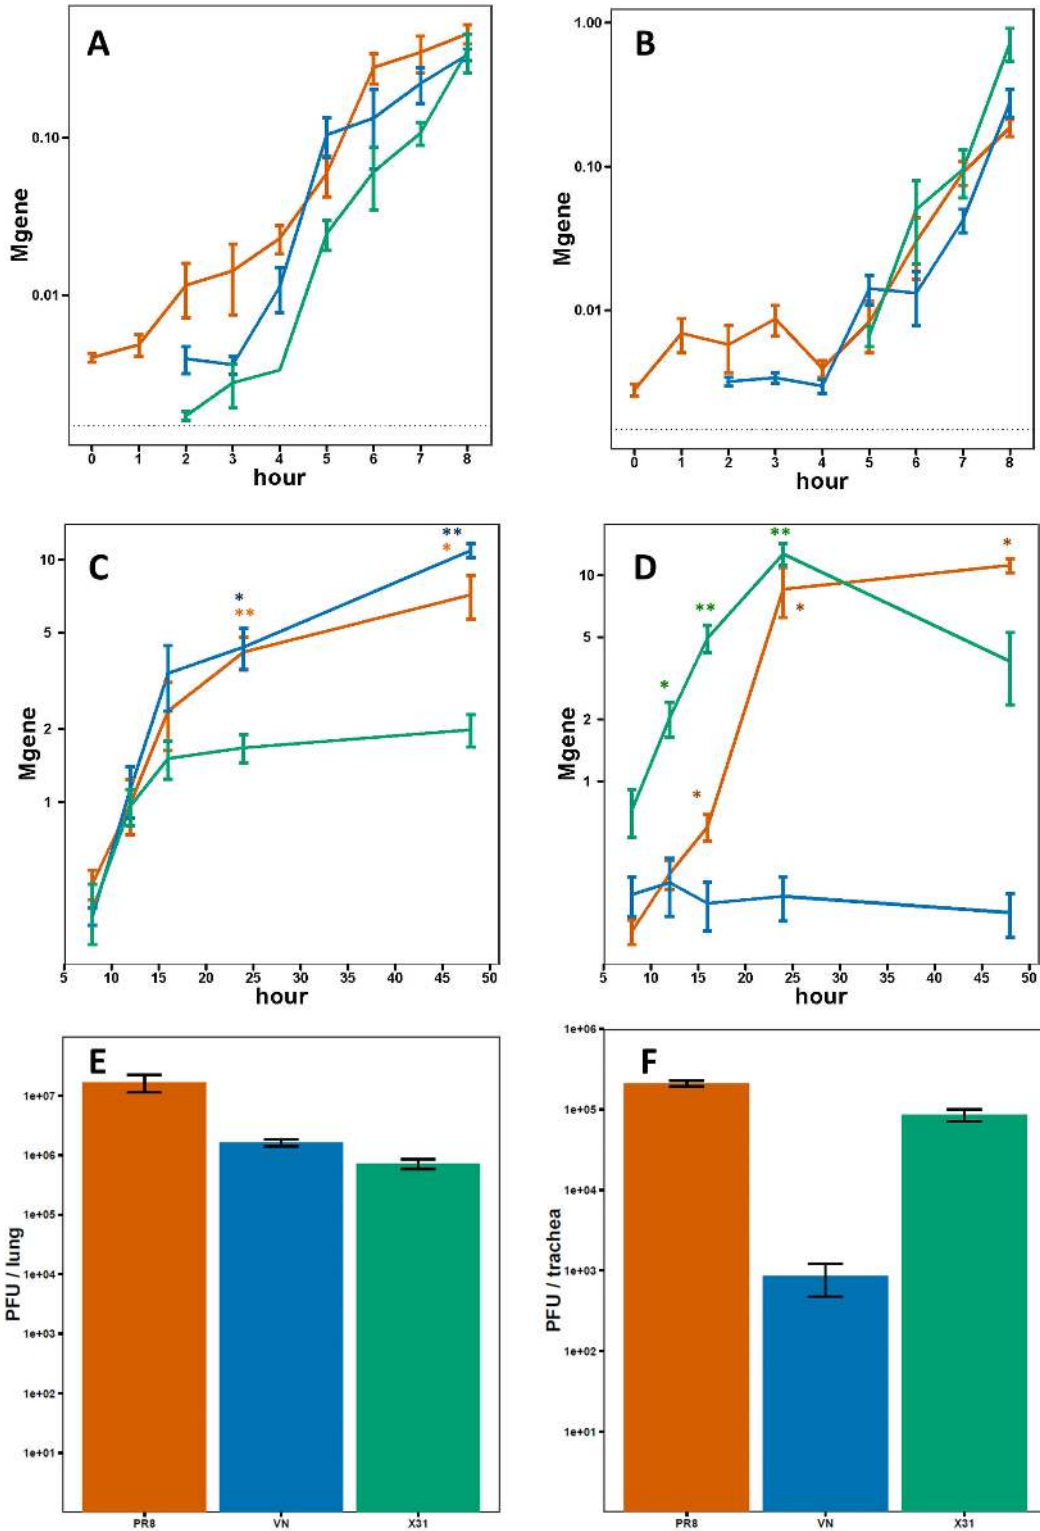 A
Mgene
0.10
0.01
0 1 2 3 4 5 6 7 8
hour
B
Mgene
1.00
0.10
0.01
0 1 2 3 4 5 6 7 8
hour
C
Mgene
10
5
2
1
** 
*
*
**
5 10 15 20 25 30 35 40 45 50
hour
D
Mgene
10
5
2
1
**
*
**
*
*
*
5 10 15 20 25 30 35 40 45 50
hour
E
PFU / lung
1e+07
1e+06
1e+05
1e+04
1e+03
1e+02
1e+01
PR8 VN X31
F
PFU / trachea
1e+06
1e+05
1e+04
1e+03
1e+02
1e+01
PR8 VN X31